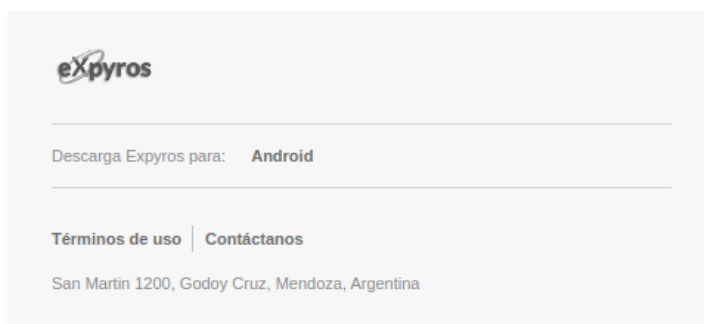 eXpyros
Descarga Expyros para: Android
Términos de uso | Contáctanos
San Martin 1200, Godoy Cruz, Mendoza, Argentina